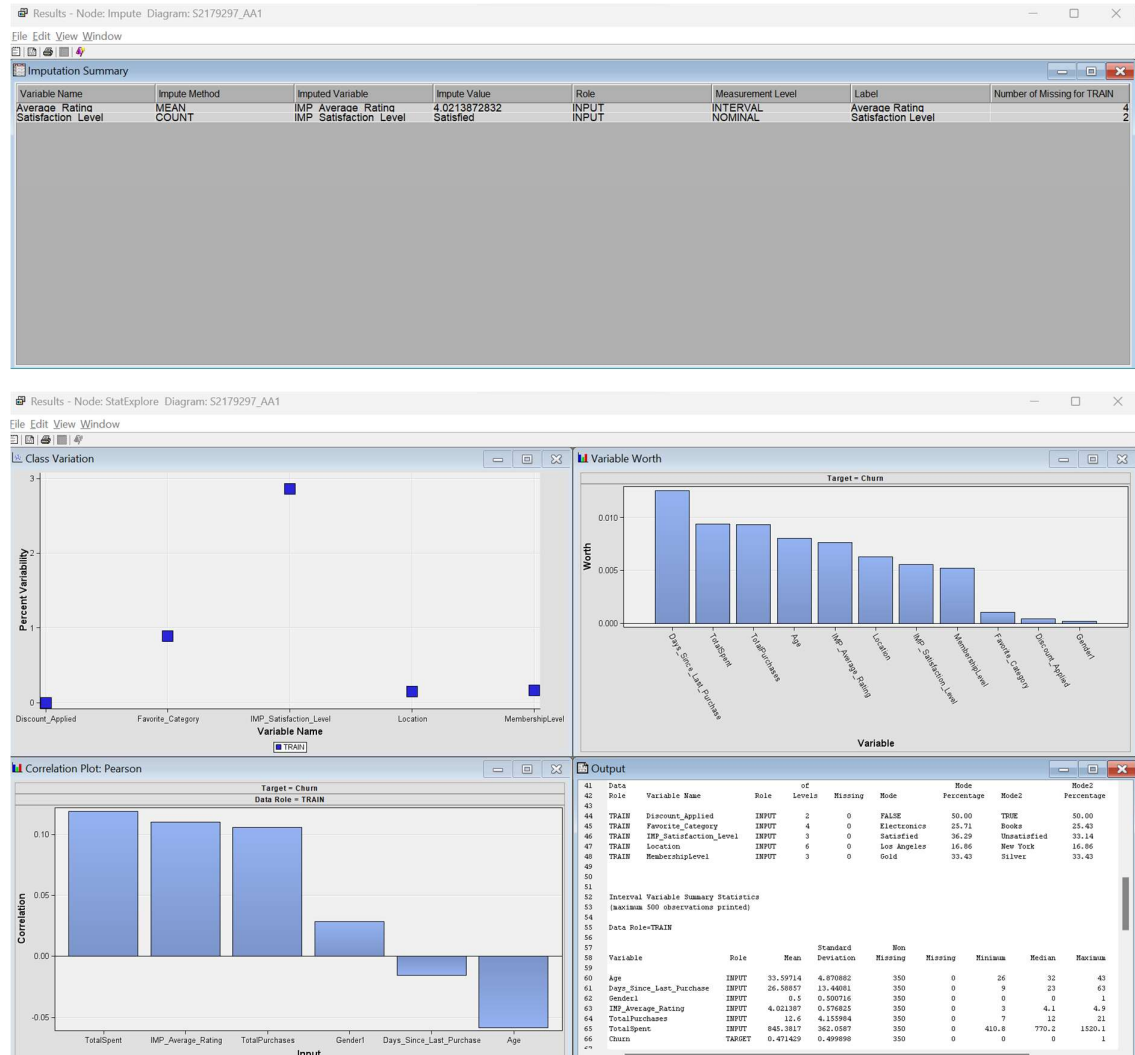 Results - Node: Impute Diagram: S2179297_AA1
File Edit View Window
Imputation Summary
Variable Name Impute Method Imputed Variable Impute Value Role Measurement Level Label Number of Missing for TRAIN
Average_Rating MEAN IMP_Average_Rating 4.0213872832 INPUT INTERVAL Average Rating 4
Satisfaction_Level COUNT IMP_Satisfaction_Level Satisfied INPUT NOMINAL Satisfaction Level 2
Results - Node: StatExplore Diagram: S2179297_AA1
File Edit View Window
Class Variation
3
2
1
0
Percent Variability
Discount_Applied Favorite_Category IMP_Satisfaction_Level Location MembershipLevel
Variable Name
TRAIN
Variable Worth
Target = Churn
0.010
0.005
0.000
Worth
Days_Since_Last_Purchase TotalSpent TotalPurchases Age IMP_Average_Rating Location IMP_Satisfaction_Level MembershipLevel Favorite_Category Discount_Applied Gender1
Variable
Correlation Plot: Pearson
Target = Churn
Data Role = TRAIN
0.10
0.05
0.00
-0.05
Correlation
TotalSpent IMP_Average_Rating TotalPurchases Gender1 Days_Since_Last_Purchase Age
Input
Output
41 Data of Mode Mode2
42 Role Variable Name Role Levels Missing Mode Percentage Mode2 Percentage
43
44 TRAIN Discount_Applied INPUT 2 0 FALSE 50.00 TRUE 50.00
45 TRAIN Favorite_Category INPUT 4 0 Electronics 25.71 Books 25.43
46 TRAIN IMP_Satisfaction_Level INPUT 3 0 Satisfied 36.29 Unsatisfied 33.14
47 TRAIN Location INPUT 6 0 Los Angeles 16.86 New York 16.86
48 TRAIN MembershipLevel INPUT 3 0 Gold 33.43 Silver 33.43
49
50
51
52 Interval Variable Summary Statistics
53 (maximum 500 observations printed)
54
55 Data Role=TRAIN
56
57 Standard Non
58 Variable Role Mean Deviation Missing Missing Minimum Median Maximum
59
60 Age INPUT 33.59714 4.870882 350 0 26 32 43
61 Days_Since_Last_Purchase INPUT 26.58857 13.44081 350 0 9 23 63
62 Gender1 INPUT 0.5 0.500716 350 0 0 0 1
63 IMP_Average_Rating INPUT 4.021387 0.576825 350 0 3 4.1 4.9
64 TotalPurchases INPUT 12.6 4.155984 350 0 7 12 21
65 TotalSpent INPUT 845.3817 362.0587 350 0 410.8 770.2 1520.1
66 Churn TARGET 0.471429 0.499898 350 0 0 0 1